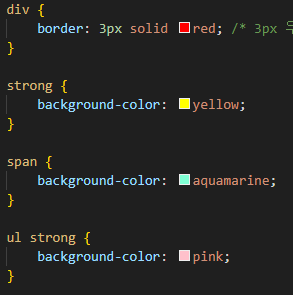 div {
border: 3px solid red; /* 3px
}
strong {
background-color: yellow;
}
span {
background-color: aquamarine;
}
ul strong {
background-color: pink;
}